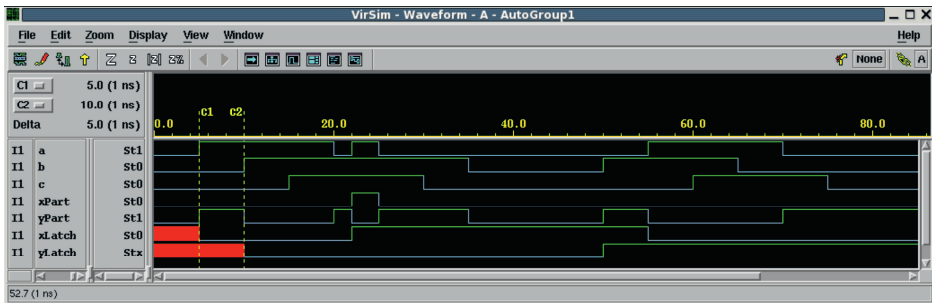 VirSim - Waveform - A - AutoGroup1
File Edit Zoom Display View Window Help
Z Z [Z] Z% None A
C1 5.0 (1 ns)
C2 10.0 (1 ns)
Delta 5.0 (1 ns)
C1 C2
0.0 20.0 40.0 60.0 80.0
I1 a St1
I1 b St0
I1 c St0
I1 xPart St0
I1 yPart St1
I1 xLatch St0
I1 yLatch Stx
52.7 (1 ns)